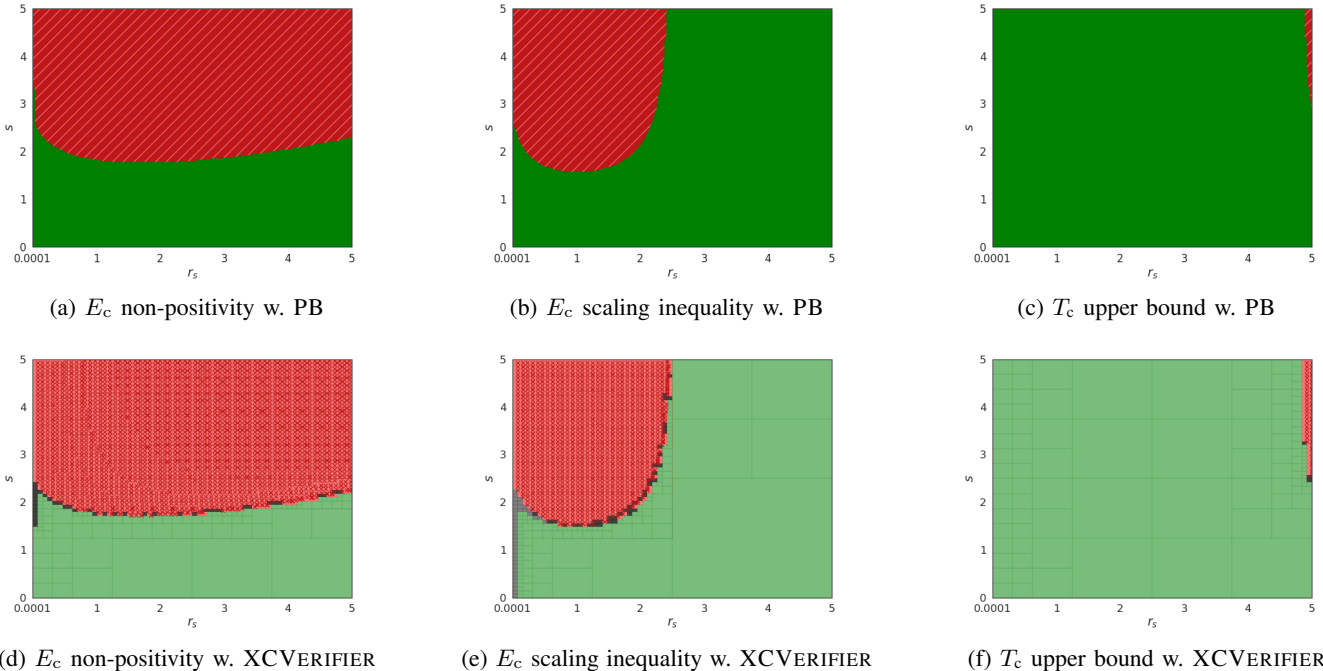 5 5 5
4 4 4
3 3 3
s s s
2 2 2
1 1 1
0 0 0
0.0001 1 2 3 4 5 0.0001 1 2 3 4 5 0.0001 1 2 3 4 5
r_s r_s r_s
(a) E_c non-positivity w. PB (b) E_c scaling inequality w. PB (c) T_c upper bound w. PB
5 5 5
4 4 4
3 3 3
s s s
2 2 2
1 1 1
0 0 0
0.0001 1 2 3 4 5 0.0001 1 2 3 4 5 0.0001 1 2 3 4 5
r_s r_s r_s
d) E_c non-positivity w. XCVERIFIER (e) E_c scaling inequality w. XCVERIFIER (f) T_c upper bound w. XCVERIFIER